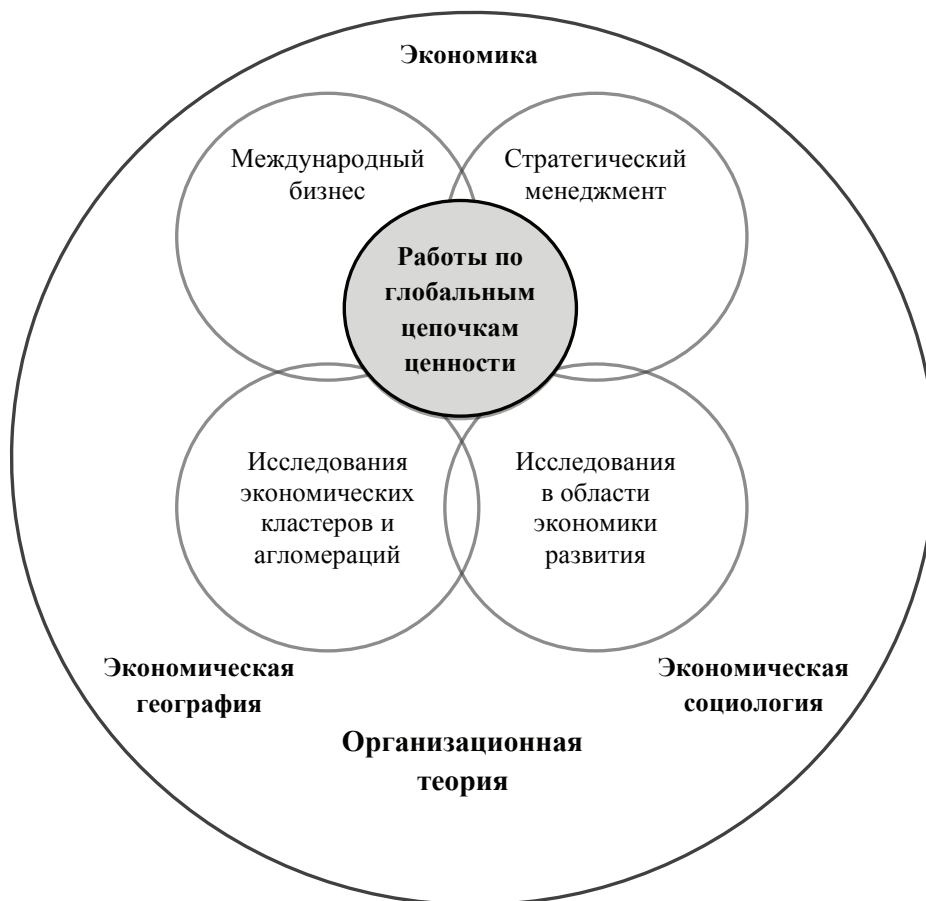 Экономика
Международный
бизнес
Стратегический
менеджмент
Работы по
глобальным
цепочкам
ценности
Исследования
экономических
кластеров и
агломераций
Исследования
в области
экономики
развития
Экономическая
география
Экономическая
социология
Организационная
теория